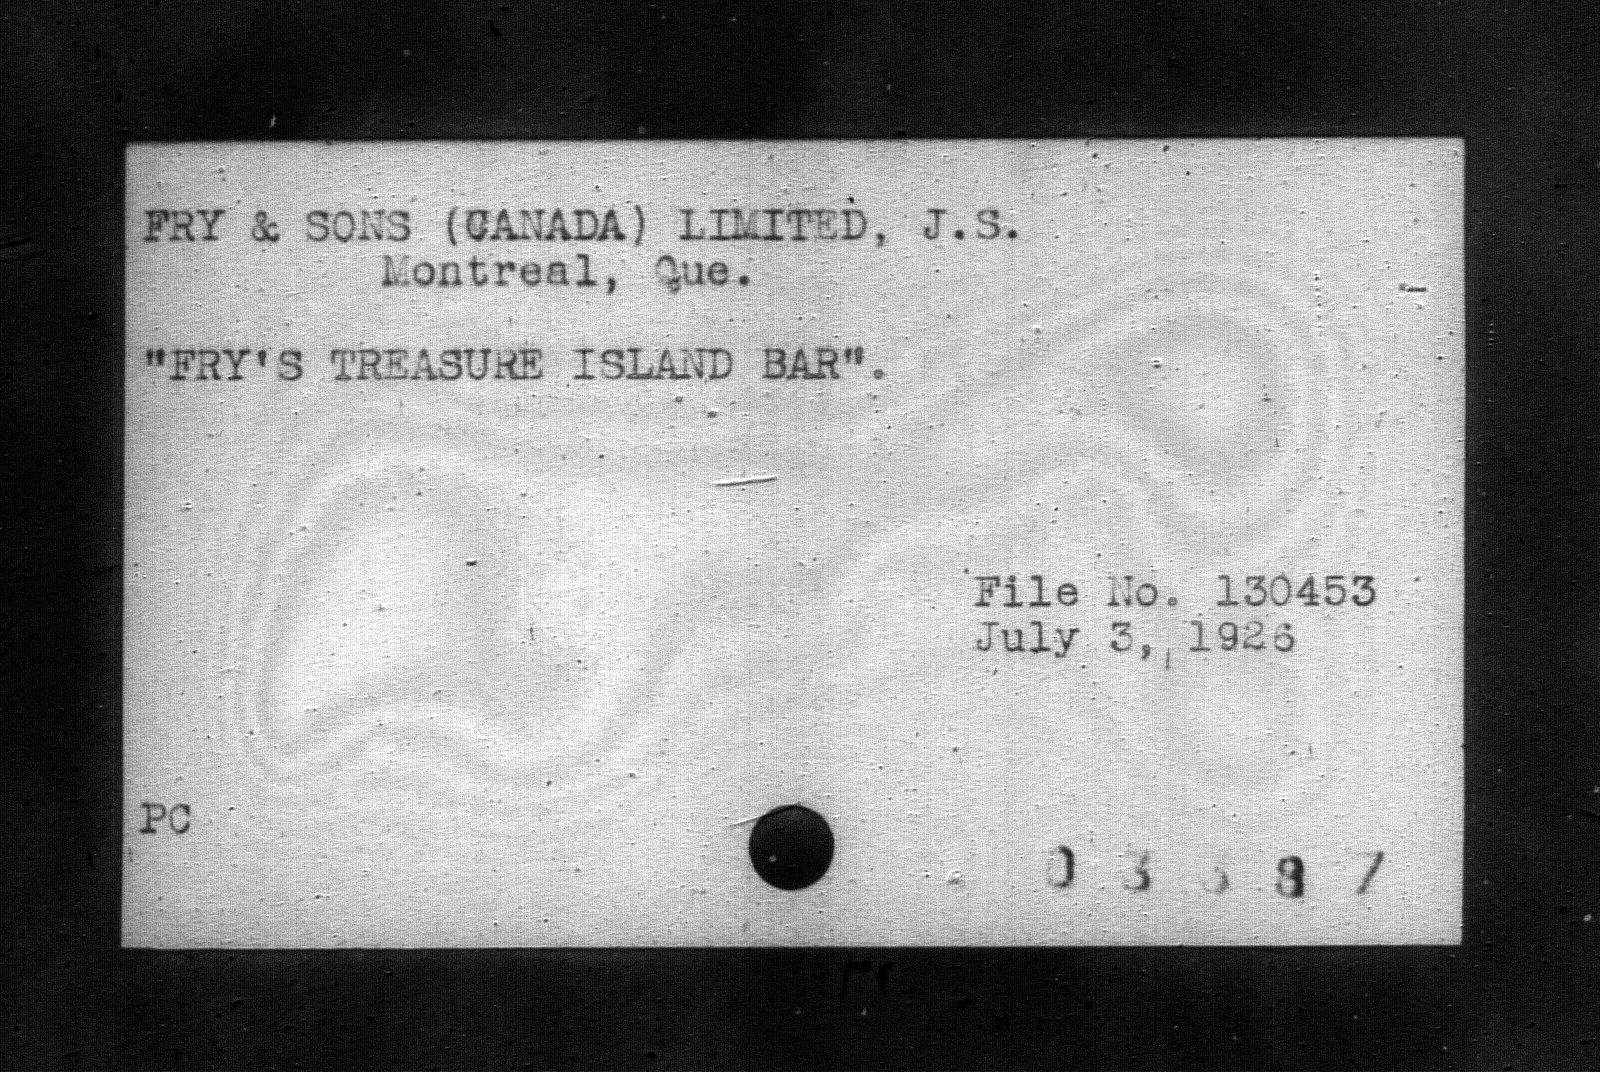 FRY & SONS (CANADA) LIMITED, J.S.
Montreal, Que.
"FRY'S TREASURE ISLAND BAR".
File No. 130453
July 3, 1926
PC